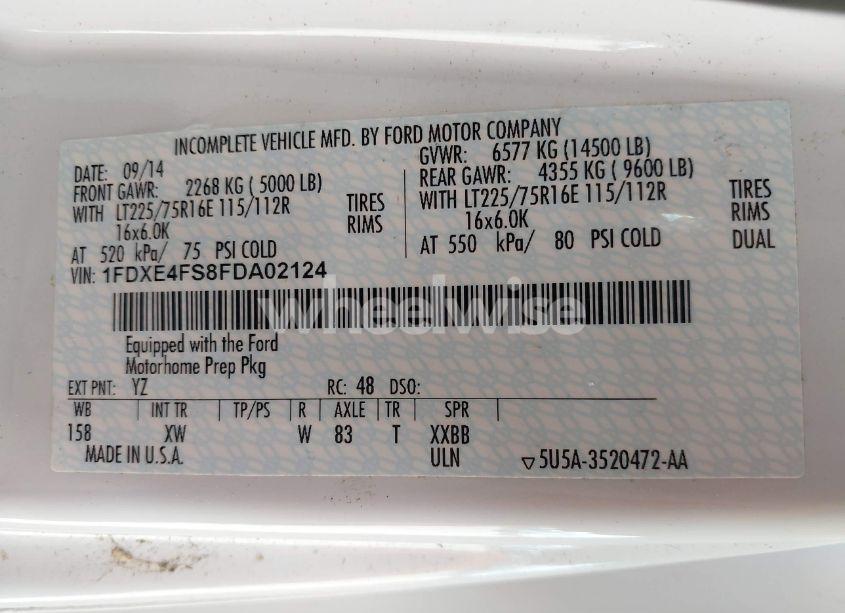 INCOMPLETE VEHICLE MFD. BY FORD MOTOR COMPANY
DATE: 09/14
FRONT GAWR: 2268 KG ( 5000 LB)
WITH LT225/75R16E 115/112R TIRES
16x6.0K RIMS
AT 520 kPa/ 75 PSI COLD
GVWR: 6577 KG (14500 LB)
REAR GAWR: 4355 KG ( 9600 LB)
WITH LT225/75R16E 115/112R TIRES
16x6.0K RIMS
AT 550 kPa/ 80 PSI COLD DUAL
VIN: 1FDXE4FS8FDA02124
wheelwise
Equipped with the Ford
Motorhome Prep Pkg
EXT PNT: YZ RC: 48 DSO:
WB INT TR TP/PS R AXLE TR SPR
158 XW W 83 T XXBB
MADE IN U.S.A. ULN ▽5U5A-3520472-AA